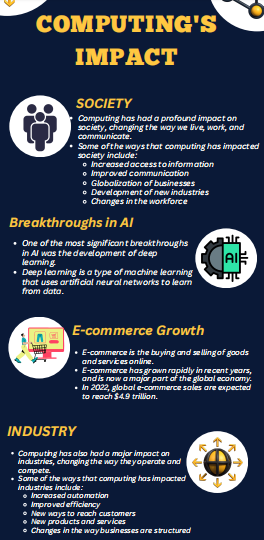 COMPUTING'S
IMPACT
SOCIETY
• Computing has had a profound impact on
society, changing the way we live, work, and
communicate.
• Some of the ways that computing has impacted
society include:
○ Increased access to information
○ Improved communication
○ Globalization of businesses
○ Development of new industries
○ Changes in the workforce
Breakthroughs in AI
• One of the most significant breakthroughs
in AI was the development of deep
learning.
• Deep learning is a type of machine learning
that uses artificial neural networks to learn
from data.
AI
E-commerce Growth
• E-commerce is the buying and selling of goods
and services online.
• E-commerce has grown rapidly in recent years,
and is now a major part of the global economy.
• In 2022, global e-commerce sales are expected
to reach $4.9 trillion.
INDUSTRY
• Computing has also had a major impact on
industries, changing the way they operate and
compete.
• Some of the ways that computing has impacted
industries include:
○ Increased automation
○ Improved efficiency
○ New ways to reach customers
○ New products and services
○ Changes in the way businesses are structured